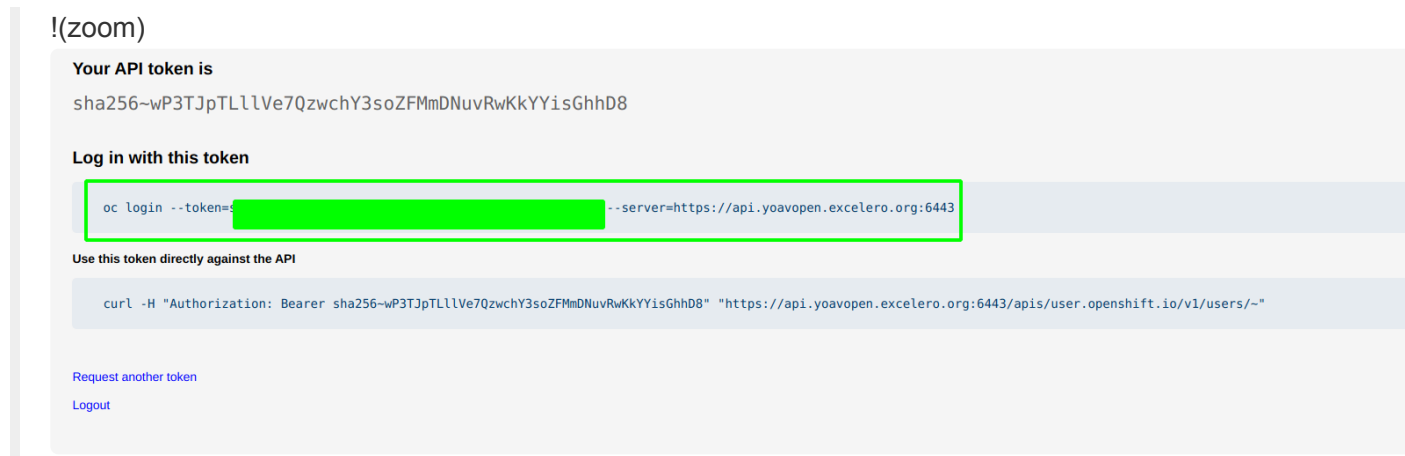 !(zoom)
Your API token is
sha256~wP3TJpTLllVe7QzwchY3soZFMmDNuvRwKkYYisGhhD8
Log in with this token
oc login --token=s --server=https://api.yoavopen.excelero.org:6443
Use this token directly against the API
curl -H "Authorization: Bearer sha256~wP3TJpTLllVe7QzwchY3soZFMmDNuvRwKkYYisGhhD8" "https://api.yoavopen.excelero.org:6443/apis/user.openshift.io/v1/users/~"
Request another token
Logout